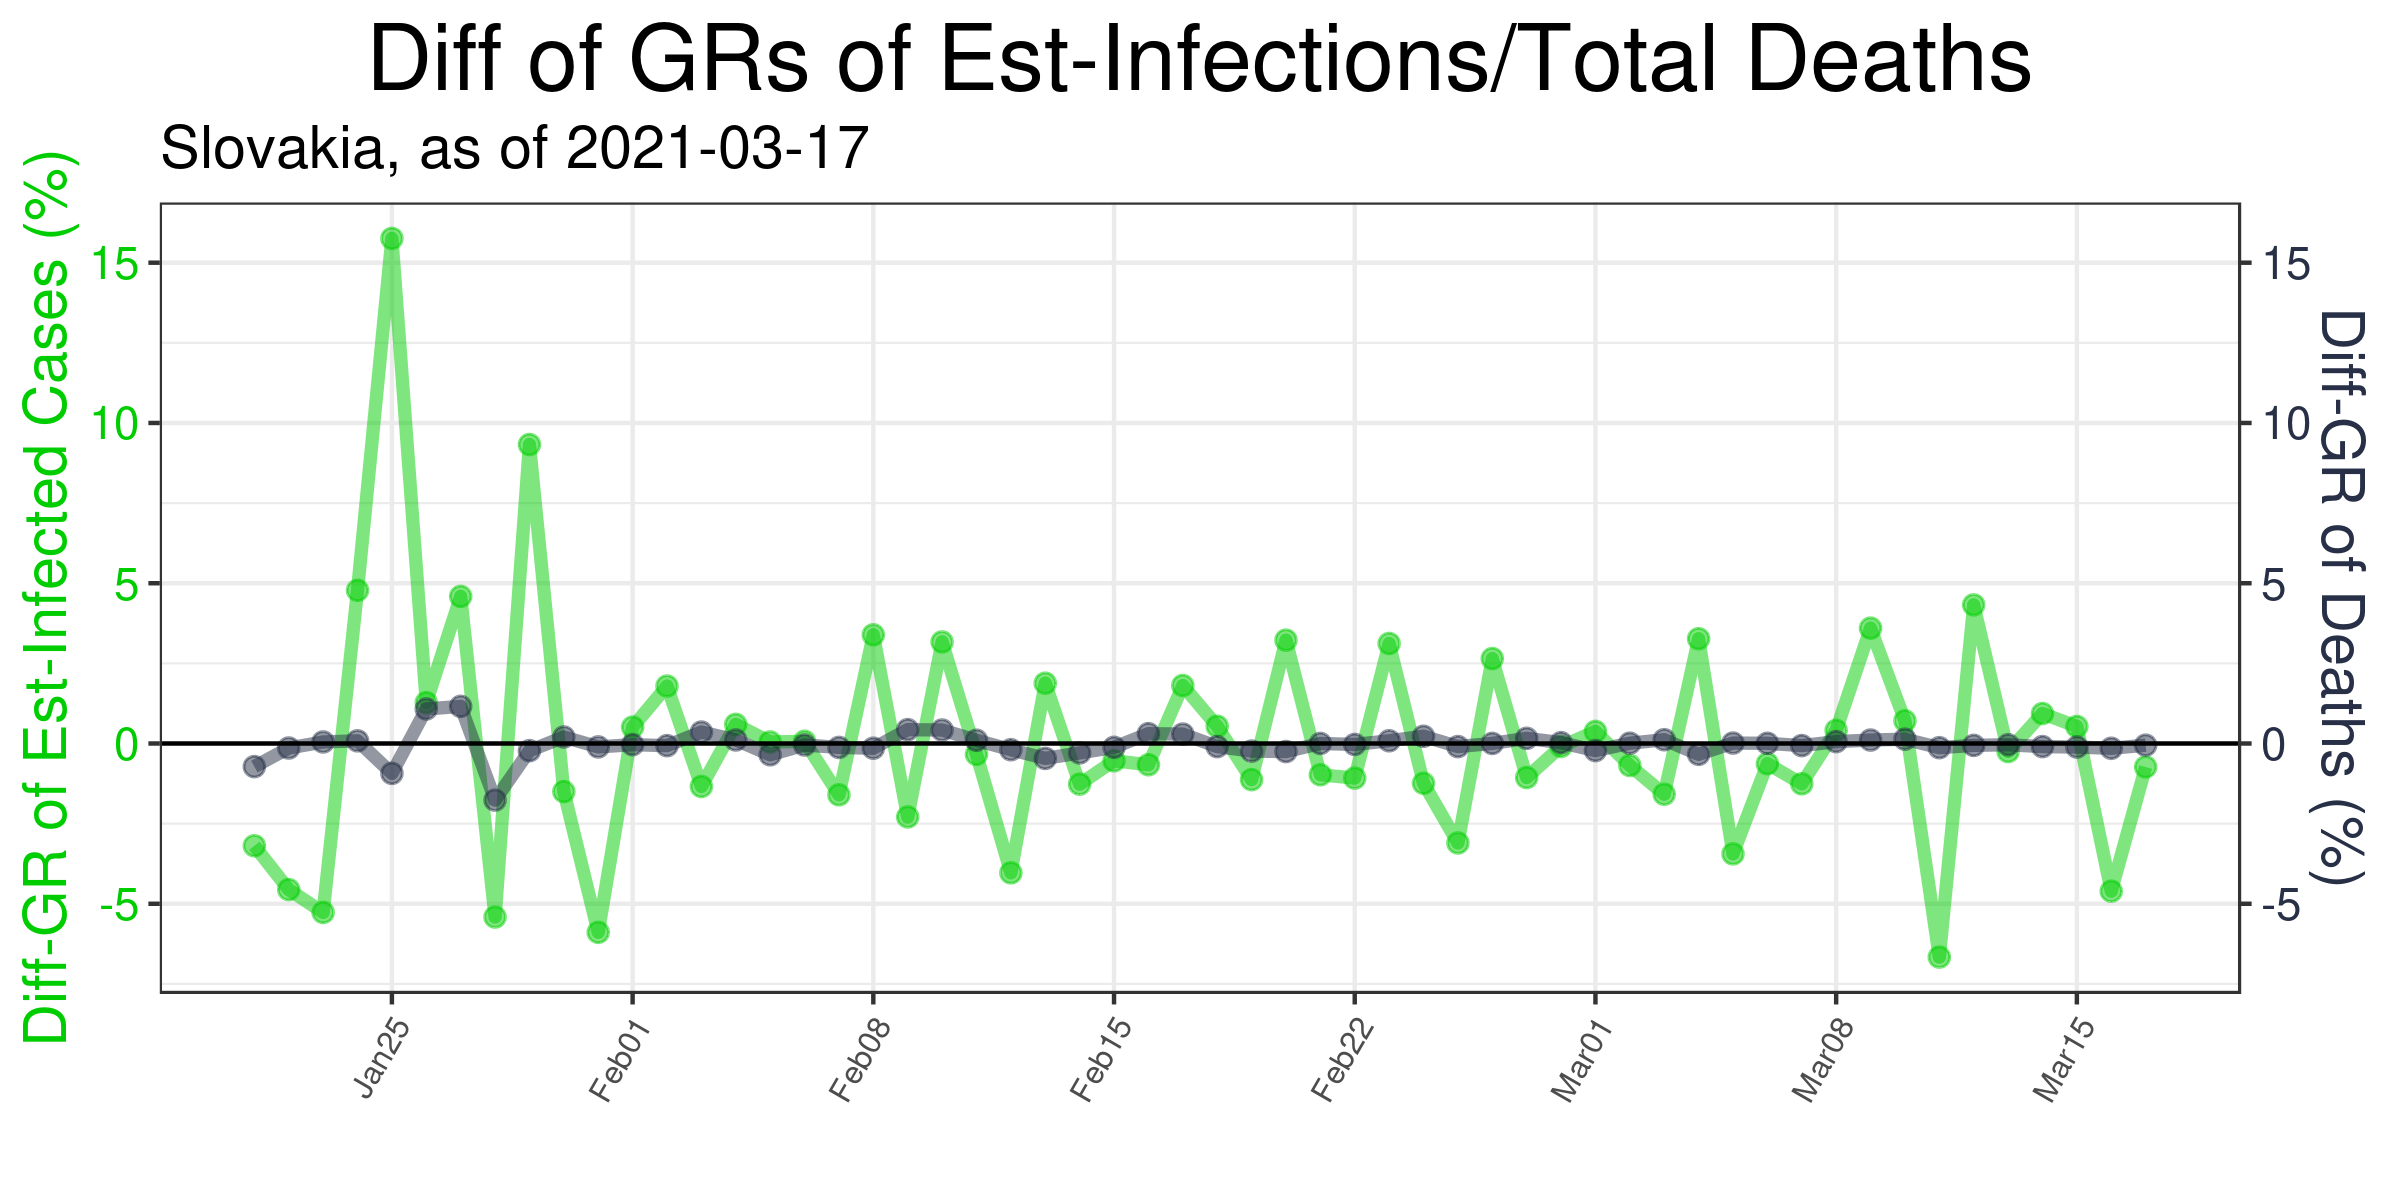 Diff of GRs of Est-Infections/Total Deaths
Slovakia, as of 2021-03-17
Diff-GR of Est-Infected Cases (%)
15
10
5
0
-5
15
10
5
0
-5
Diff-GR of Deaths (%)
Jan25
Feb01
Feb08
Feb15
Feb22
Mar01
Mar08
Mar15